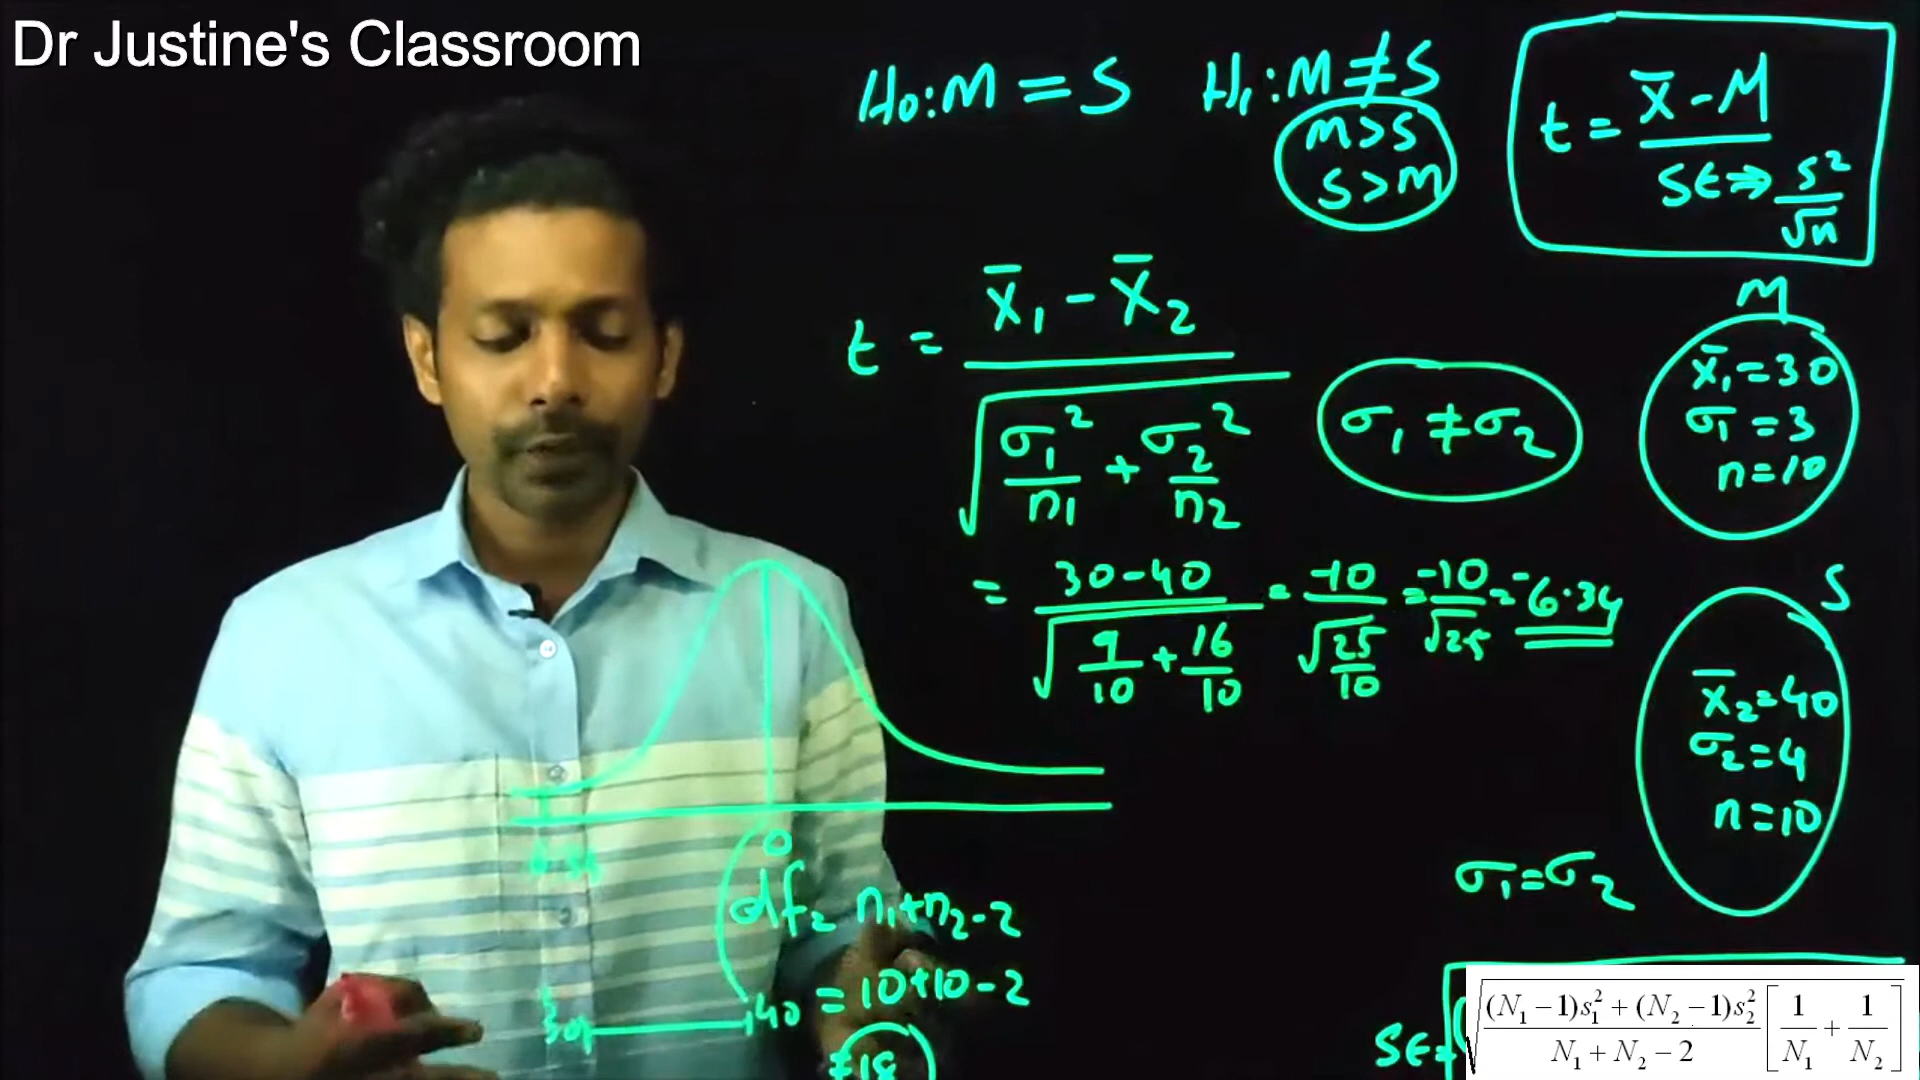 Dr Justine's Classroom
H₀:M = S H₁:M ≠ S
M>S
S>M
t = x̄ - M / SE ⇒ s² / √n
t = x̄₁ - x̄₂ / √(σ₁²/n₁ + σ₂²/n₂)
σ₁ ≠ σ₂
M
x̄₁ = 30
σ₁ = 3
n=10
= 30-40 / √(9/10 + 16/10) = -10 / √(25/10) = -10 / √2.5 = -6.34
S
x̄₂ = 40
σ₂ = 4
n=10
σ₁=σ₂
0
df = n₁+n₂-2
= 10+10-2
=18
30 40
SE= √( (N₁ −1)s₁² + (N₂ −1)s₂² / N₁ + N₂ − 2 [ 1/N₁ + 1/N₂ ] )